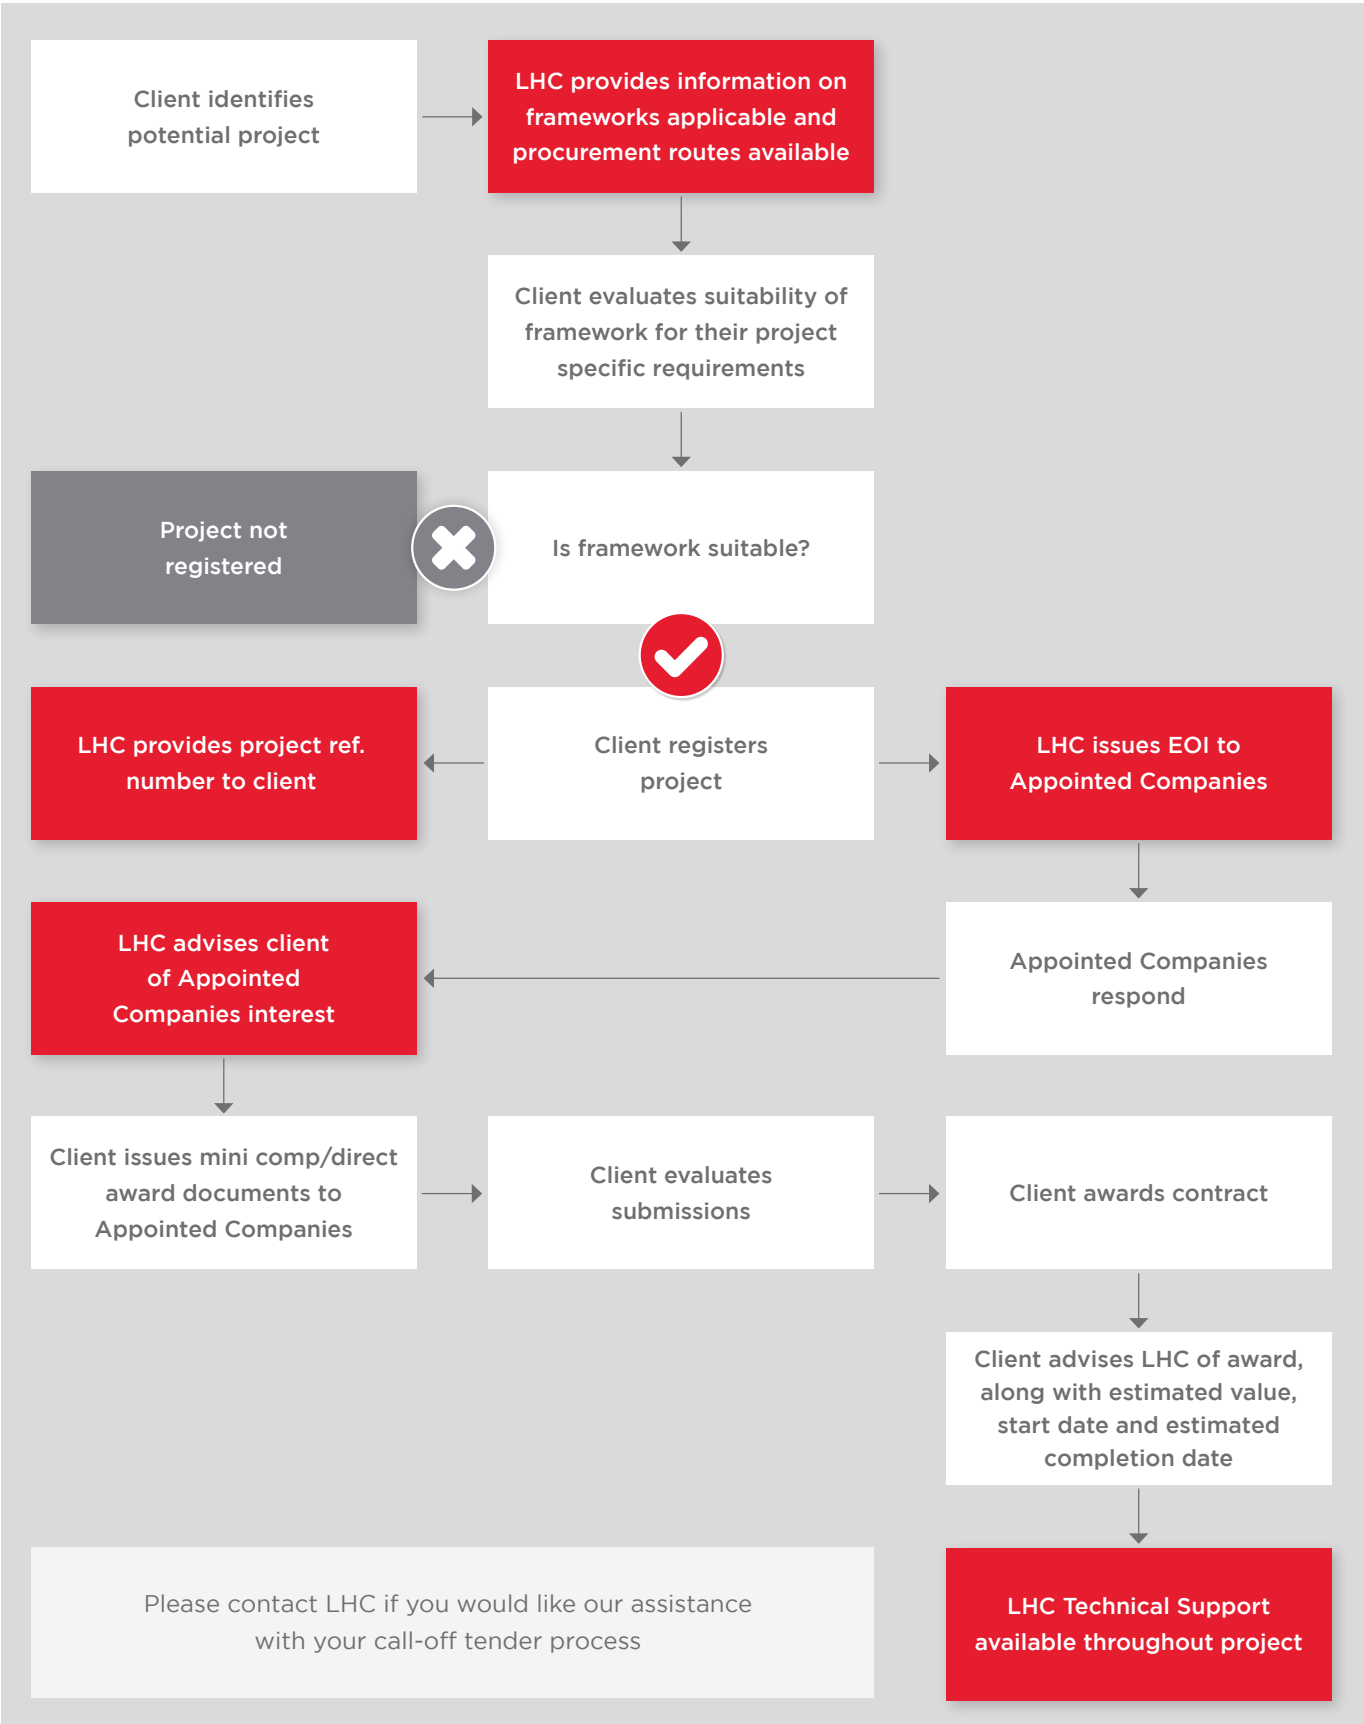 Client identifies
potential project
LHC provides information on
frameworks applicable and
procurement routes available
Client evaluates suitability of
framework for their project
specific requirements
Project not
registered
Is framework suitable?
LHC provides project ref.
number to client
Client registers
project
LHC issues EOI to
Appointed Companies
LHC advises client
of Appointed
Companies interest
Appointed Companies
respond
Client issues mini comp/direct
award documents to
Appointed Companies
Client evaluates
submissions
Client awards contract
Client advises LHC of award,
along with estimated value,
start date and estimated
completion date
Please contact LHC if you would like our assistance
with your call-off tender process
LHC Technical Support
available throughout project